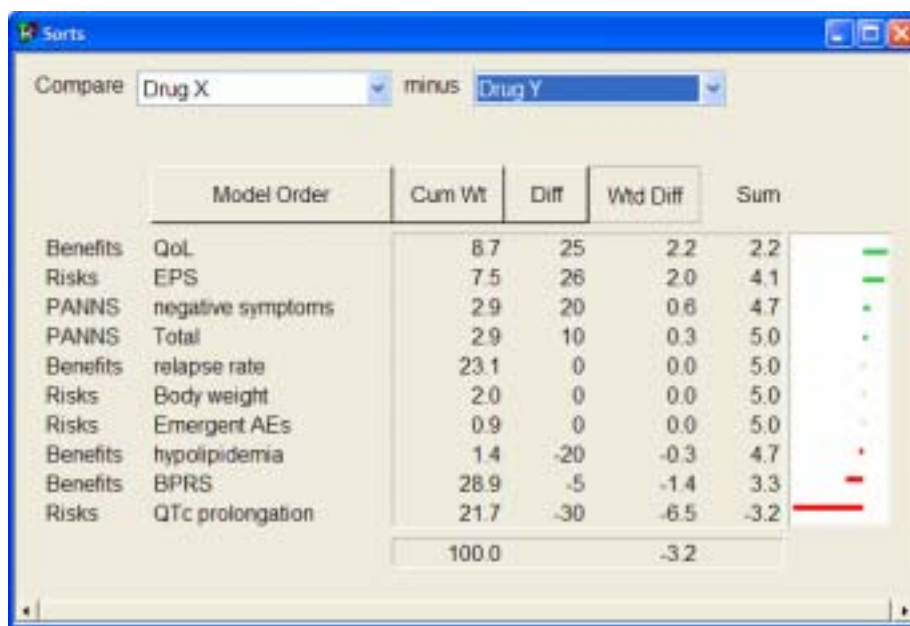 Sorts
Compare Drug X minus Drug Y
Model Order Cum Wt Diff Wtd Diff Sum
Benefits QoL 8.7 25 2.2 2.2
Risks EPS 7.5 26 2.0 4.1
PANNS negative symptoms 2.9 20 0.6 4.7
PANNS Total 2.9 10 0.3 5.0
Benefits relapse rate 23.1 0 0.0 5.0
Risks Body weight 2.0 0 0.0 5.0
Risks Emergent AEs 0.9 0 0.0 5.0
Benefits hypolipidemia 1.4 -20 -0.3 4.7
Benefits BPRS 28.9 -5 -1.4 3.3
Risks QTc prolongation 21.7 -30 -6.5 -3.2
100.0 -3.2